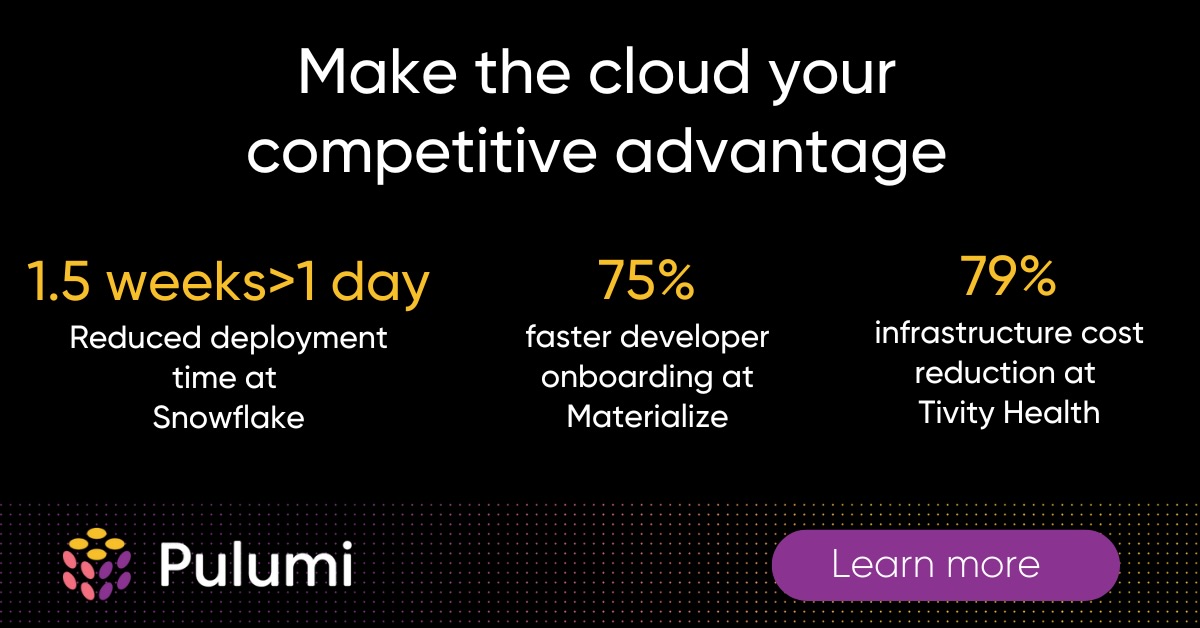 Make the cloud your
competitive advantage
1.5 weeks>1 day
Reduced deployment
time at
Snowflake
75%
faster developer
onboarding at
Materialize
79%
infrastructure cost
reduction at
Tivity Health
Pulumi
Learn more